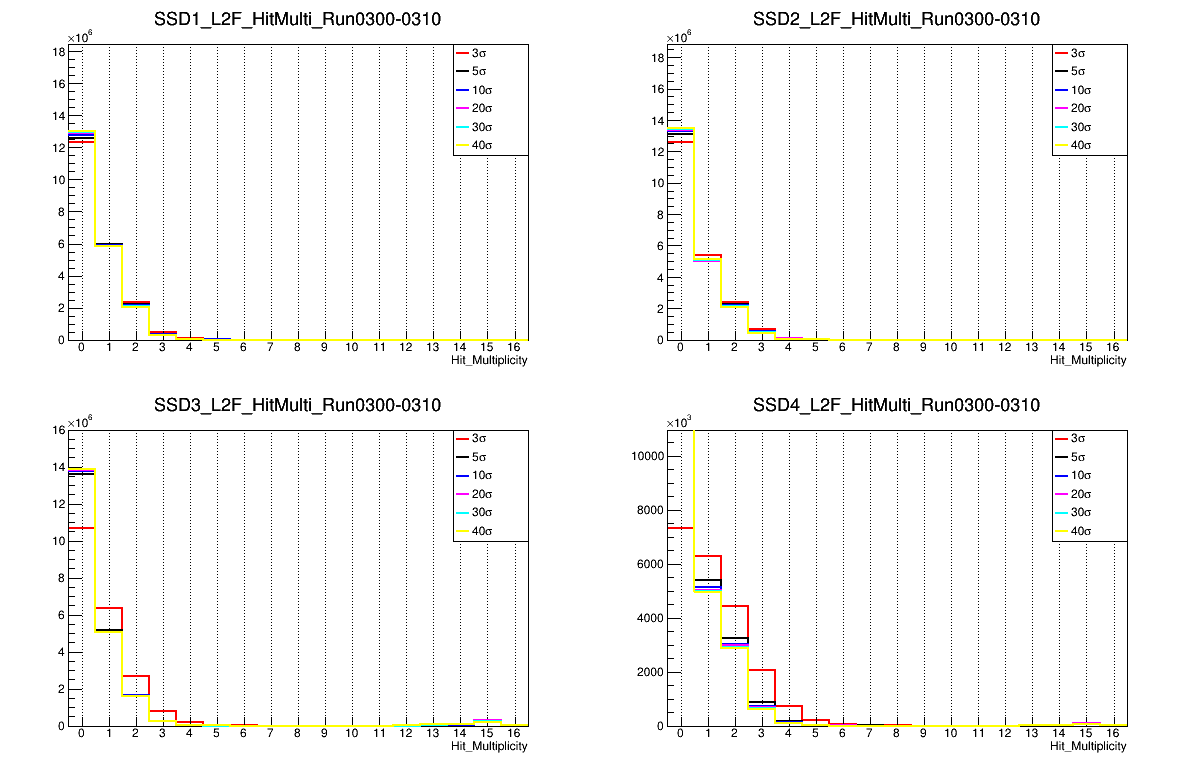 SSD1_L2F_HitMulti_Run0300-0310
×10⁶
18
16
14
12
10
8
6
4
2
0
3σ
5σ
10σ
20σ
30σ
40σ
0 1 2 3 4 5 6 7 8 9 10 11 12 13 14 15 16
Hit_Multiplicity
SSD2_L2F_HitMulti_Run0300-0310
×10⁶
18
16
14
12
10
8
6
4
2
0
3σ
5σ
10σ
20σ
30σ
40σ
0 1 2 3 4 5 6 7 8 9 10 11 12 13 14 15 16
Hit_Multiplicity
SSD3_L2F_HitMulti_Run0300-0310
×10⁶
16
14
12
10
8
6
4
2
0
3σ
5σ
10σ
20σ
30σ
40σ
0 1 2 3 4 5 6 7 8 9 10 11 12 13 14 15 16
Hit_Multiplicity
SSD4_L2F_HitMulti_Run0300-0310
×10³
10000
8000
6000
4000
2000
0
3σ
5σ
10σ
20σ
30σ
40σ
0 1 2 3 4 5 6 7 8 9 10 11 12 13 14 15 16
Hit_Multiplicity